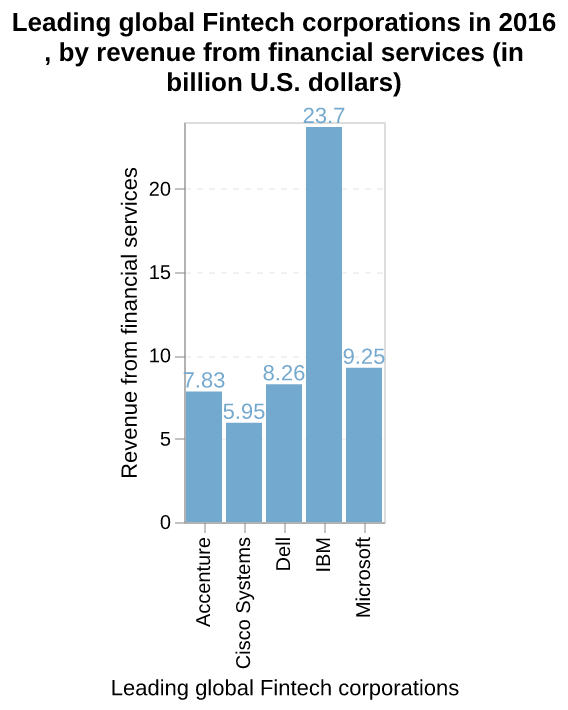 Leading global Fintech corporations in 2016
, by revenue from financial services (in
billion U.S. dollars)
Revenue from financial services
20
15
10
5
0
7.83
5.95
8.26
23.7
9.25
Accenture
Cisco Systems
Dell
IBM
Microsoft
Leading global Fintech corporations